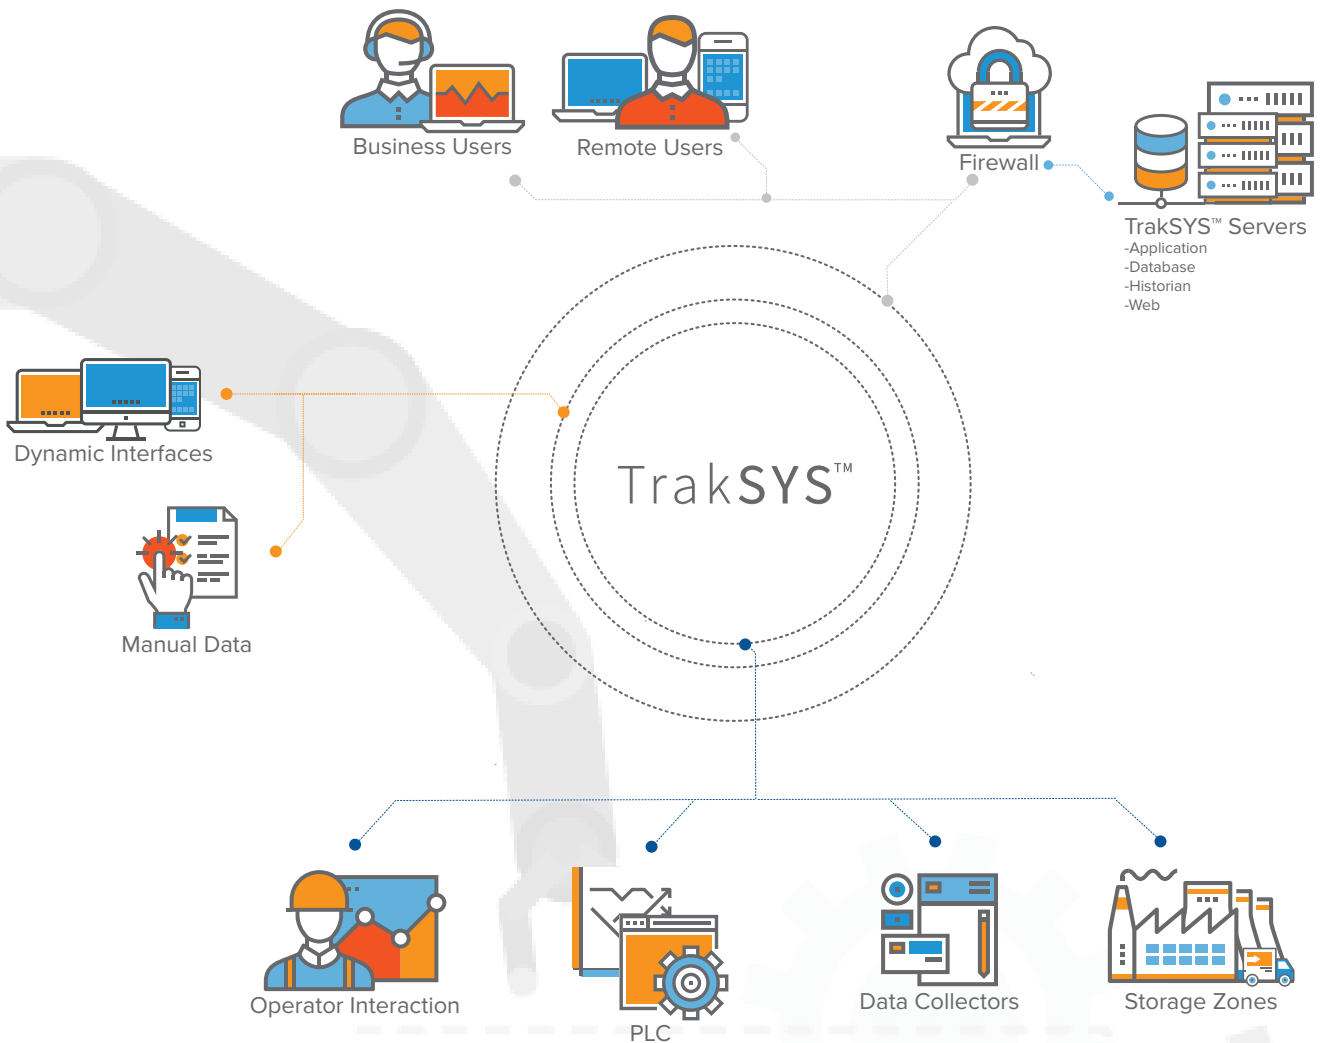 Business Users
Remote Users
Firewall
TrakSYS™ Servers
-Application
-Database
-Historian
-Web
Dynamic Interfaces
TrakSYS™
Manual Data
Operator Interaction
PLC
Data Collectors
Storage Zones